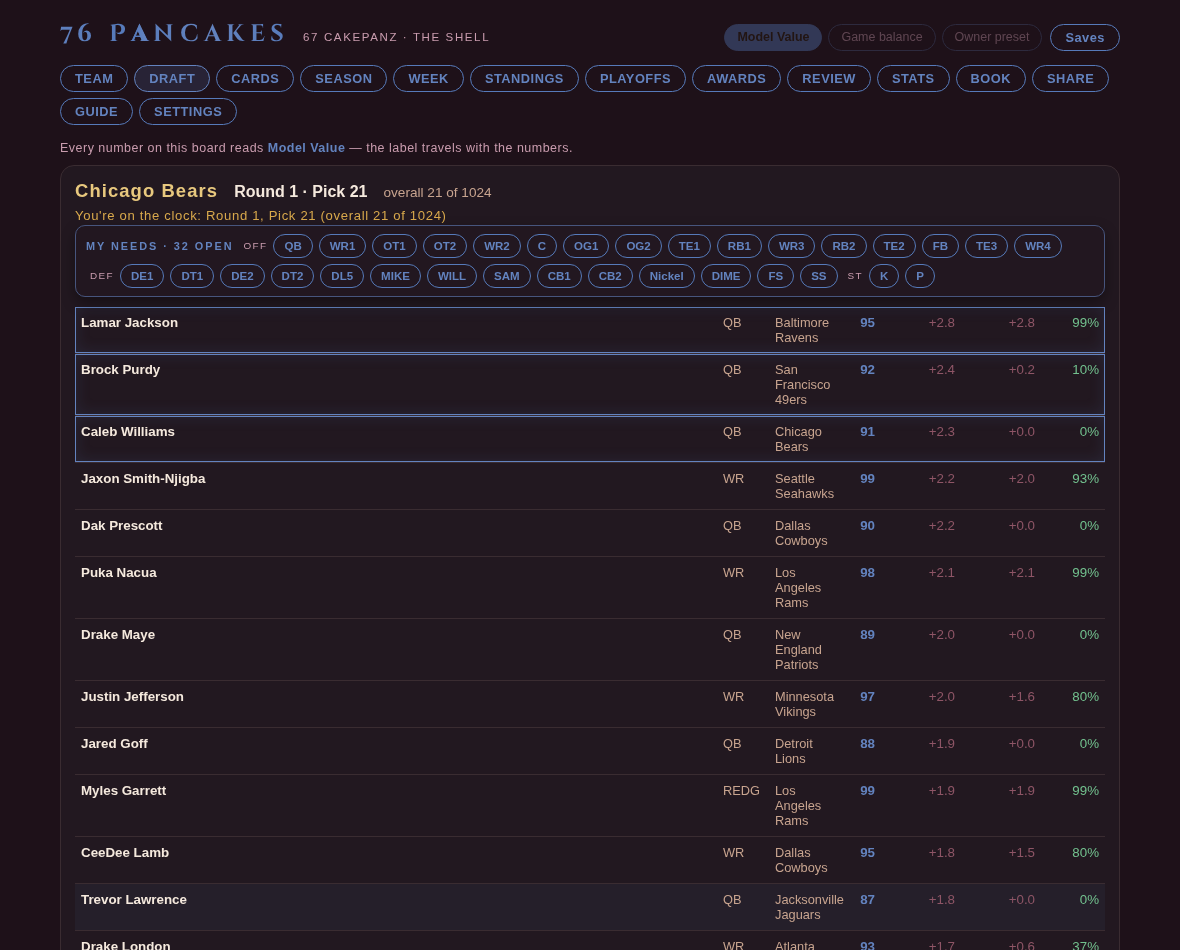 76 PANCAKES 67 CAKEPANZ · THE SHELL Model Value Game balance Owner preset Saves
TEAM DRAFT CARDS SEASON WEEK STANDINGS PLAYOFFS AWARDS REVIEW STATS BOOK SHARE
GUIDE SETTINGS
Every number on this board reads Model Value — the label travels with the numbers.
Chicago Bears Round 1 · Pick 21 overall 21 of 1024
You're on the clock: Round 1, Pick 21 (overall 21 of 1024)
MY NEEDS · 32 OPEN OFF QB WR1 OT1 OT2 WR2 C OG1 OG2 TE1 RB1 WR3 RB2 TE2 FB TE3 WR4
DEF DE1 DT1 DE2 DT2 DL5 MIKE WILL SAM CB1 CB2 Nickel DIME FS SS ST K P
Lamar Jackson QB Baltimore 95 +2.8 +2.8 99%
Ravens
Brock Purdy QB San 92 +2.4 +0.2 10%
Francisco
49ers
Caleb Williams QB Chicago 91 +2.3 +0.0 0%
Bears
Jaxon Smith-Njigba WR Seattle 99 +2.2 +2.0 93%
Seahawks
Dak Prescott QB Dallas 90 +2.2 +0.0 0%
Cowboys
Puka Nacua WR Los 98 +2.1 +2.1 99%
Angeles
Rams
Drake Maye QB New 89 +2.0 +0.0 0%
England
Patriots
Justin Jefferson WR Minnesota 97 +2.0 +1.6 80%
Vikings
Jared Goff QB Detroit 88 +1.9 +0.0 0%
Lions
Myles Garrett REDG Los 99 +1.9 +1.9 99%
Angeles
Rams
CeeDee Lamb WR Dallas 95 +1.8 +1.5 80%
Cowboys
Trevor Lawrence QB Jacksonville 87 +1.8 +0.0 0%
Jaguars
Drake London WR Atlanta 93 +1.7 +0.6 37%